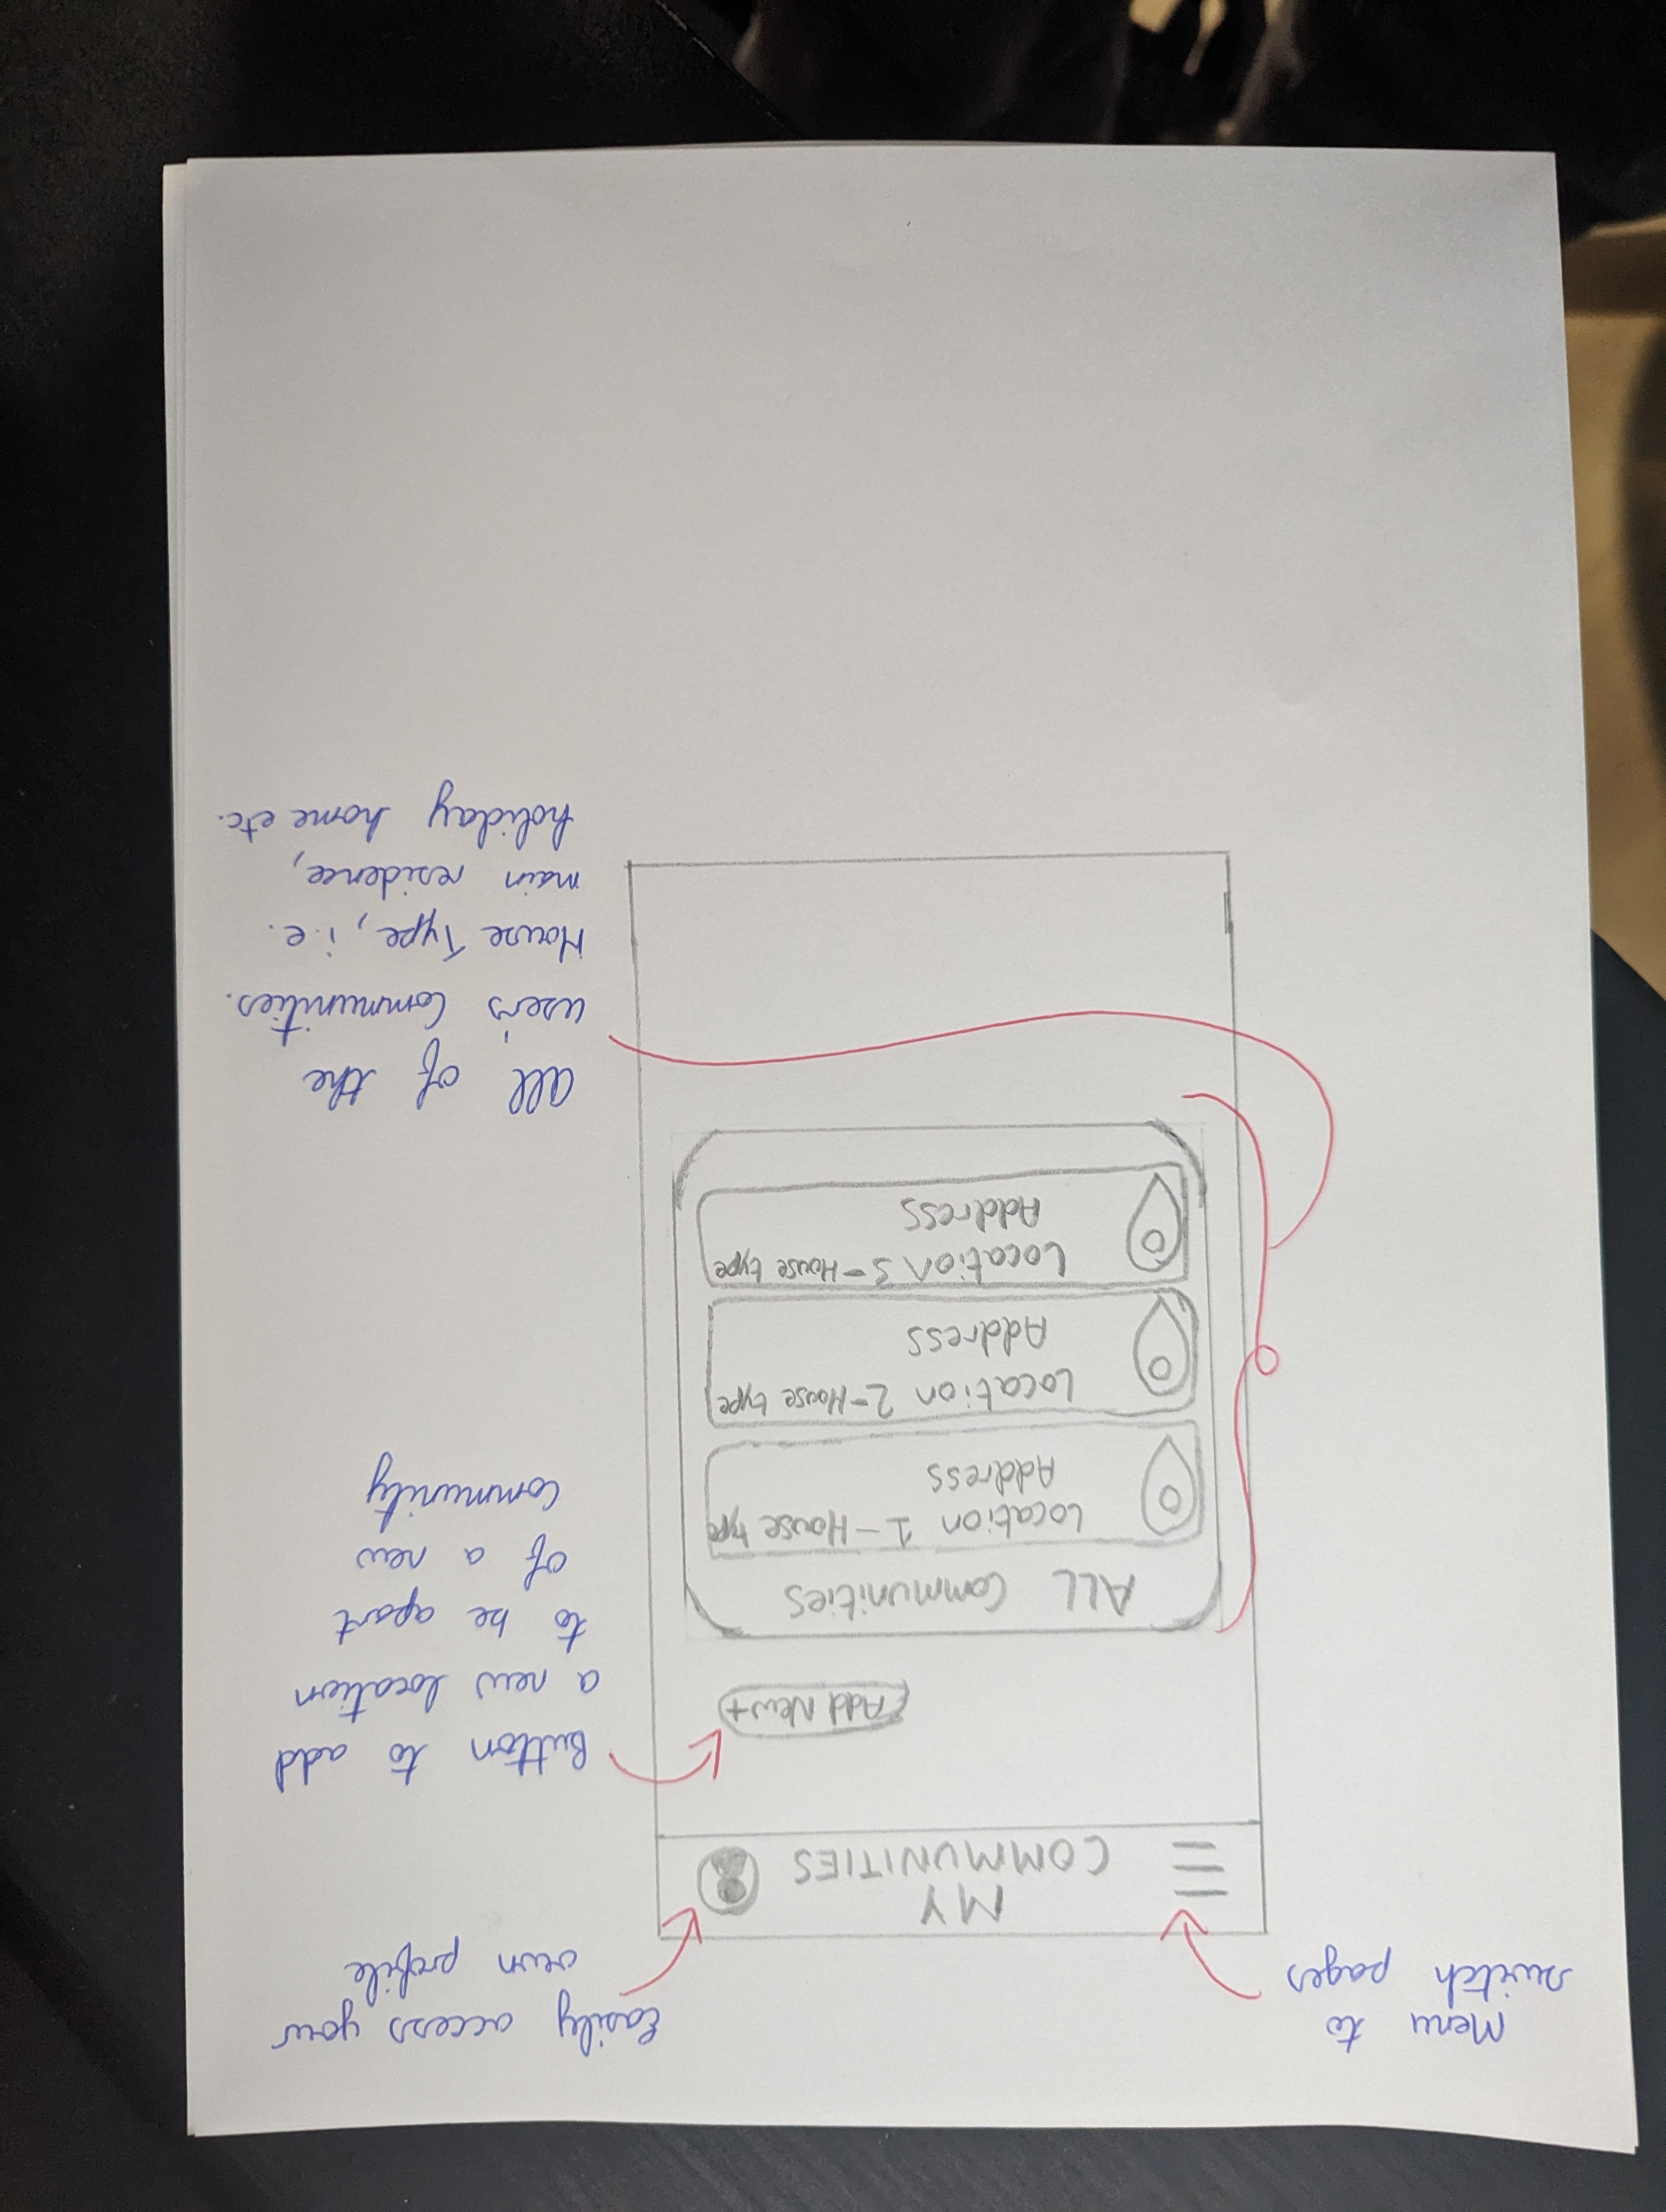 Menu to
switch pages
Easily access your
own profile
MY
COMMUNITIES
Add New+
Button to add
a new location
to be apart
of a new
community
ALL Communities
Location 1 - House type
Address
Location 2 - House type
Address
Location 3 - House type
Address
All of the
user's Communities.
House Type, i.e.
main residence,
holiday home etc.